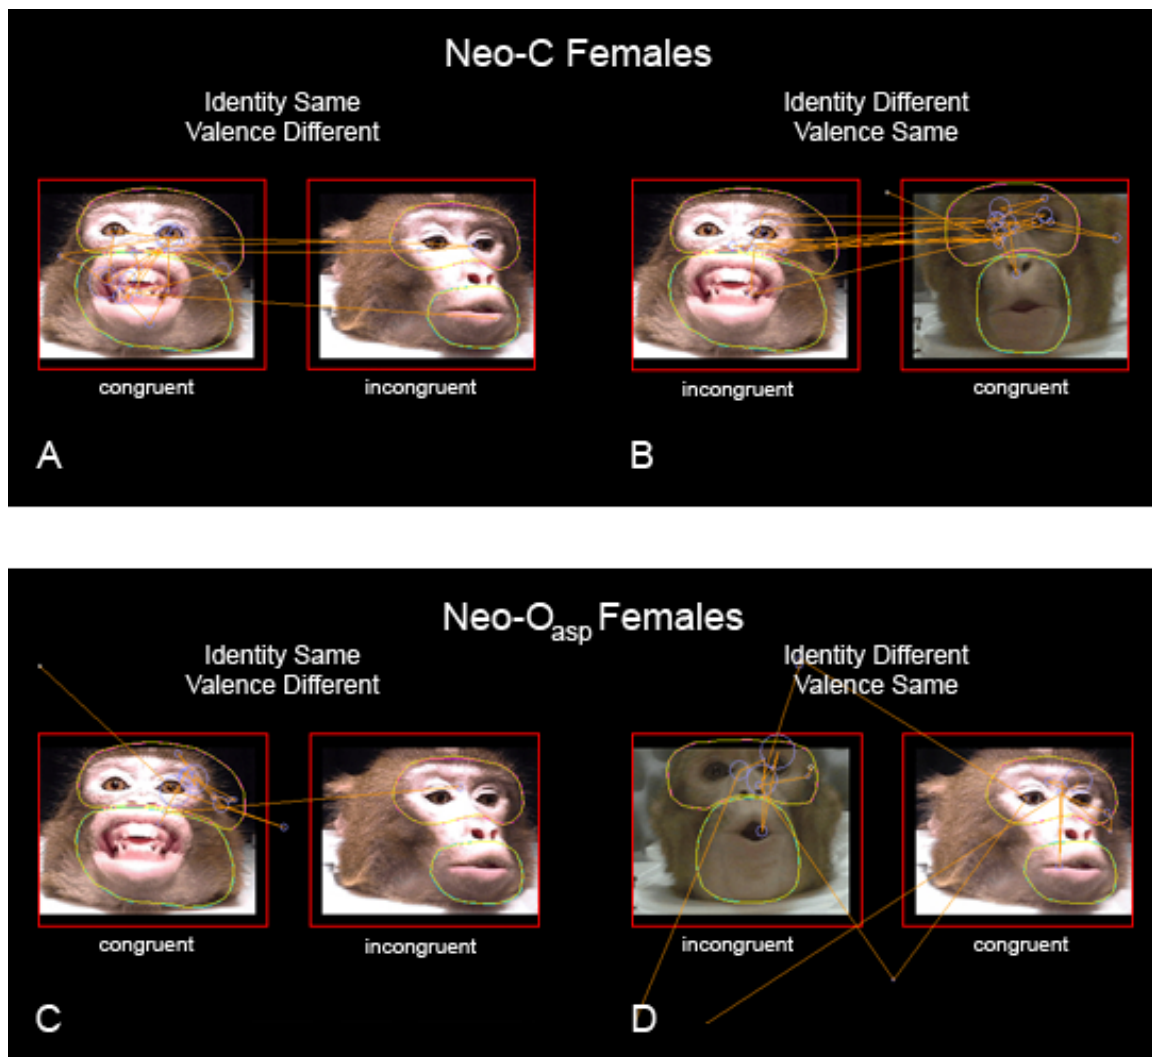 Neo-C Females
Identity Same
Valence Different
Identity Different
Valence Same
congruent
incongruent
incongruent
congruent
A
B
Neo-Oasp Females
Identity Same
Valence Different
Identity Different
Valence Same
congruent
incongruent
incongruent
congruent
C
D